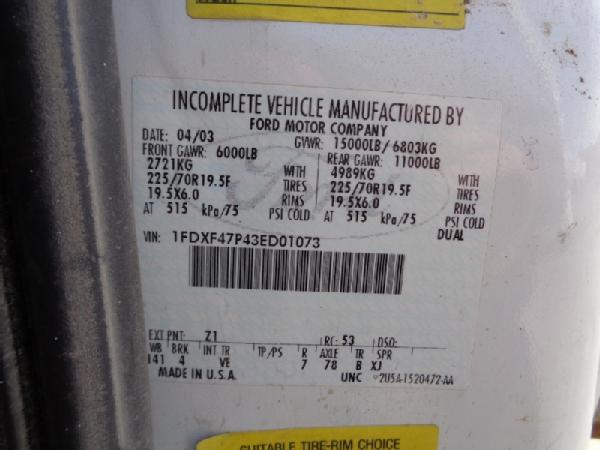 INCOMPLETE VEHICLE MANUFACTURED BY
FORD MOTOR COMPANY
DATE: 04/03 GVWR: 15000LB/ 6803KG
FRONT GAWR: 6000LB REAR GAWR: 11000LB
2721KG WITH 4989KG WITH
225/70R19.5F TIRES 225/70R19.5F TIRES
19.5X6.0 RIMS 19.5X6.0 RIMS
AT 515 kPa/75 PSI COLD AT 515 kPa/75 PSI COLD
DUAL
VIN: 1FDXF47P43ED01073
EXT PNT: Z1 RC: 53 DSO:
WB BRK INT TR TP/PS R AXLE TR SPR
141 4 VE 7 78 B XJ
MADE IN U.S.A. UNC 2U5A-1520472-AA
SUITABLE TIRE-RIM CHOICE